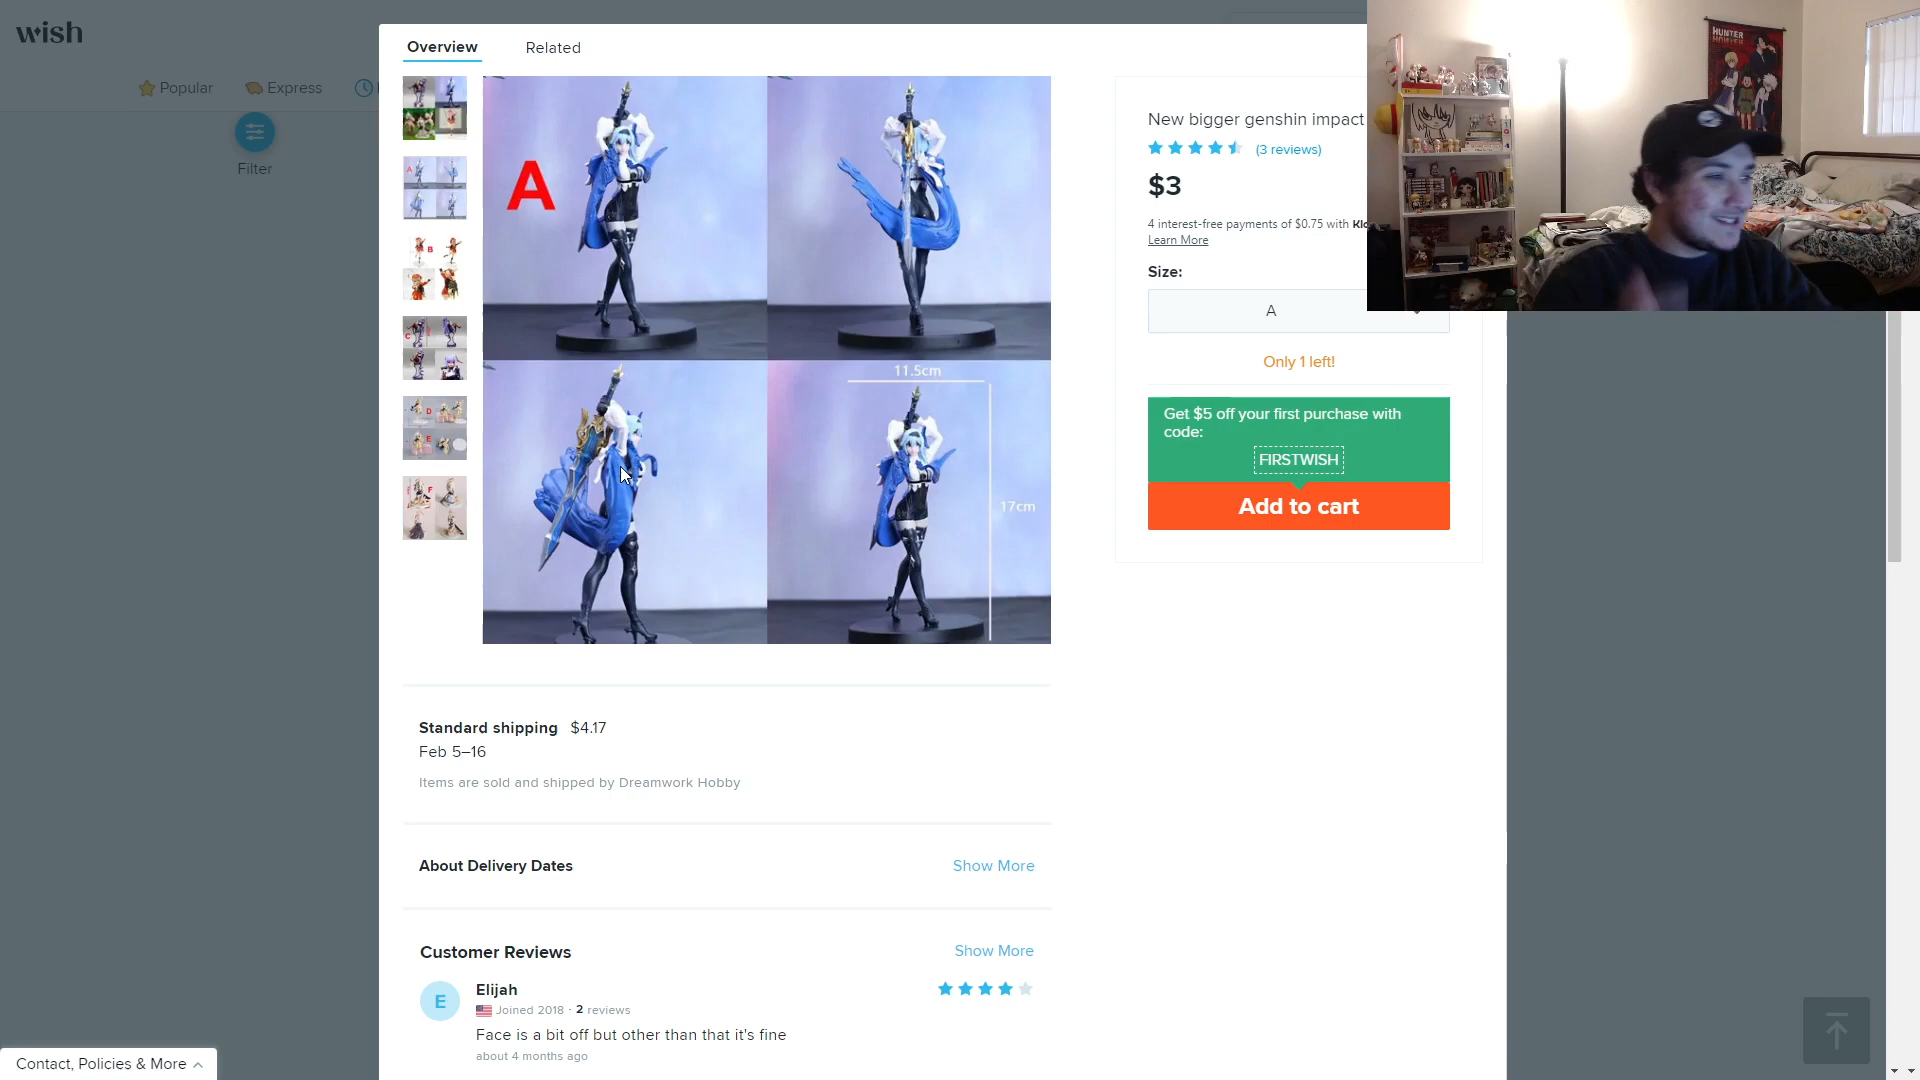 wish
Popular
Express
Filter
Overview
Related
A
11.5cm
17cm
New bigger genshin impact
(3 reviews)
$3
4 interest-free payments of $0.75 with
Learn More
Size:
A
Only 1 left!
Get $5 off your first purchase with
code:
FIRSTWISH
Add to cart
HUNTER
HUNTER
Standard shipping $4.17
Feb 5–16
Items are sold and shipped by Dreamwork Hobby
About Delivery Dates
Show More
Customer Reviews
Show More
E
Elijah
Joined 2018 · 2 reviews
Face is a bit off but other than that it's fine
about 4 months ago
Contact, Policies & More